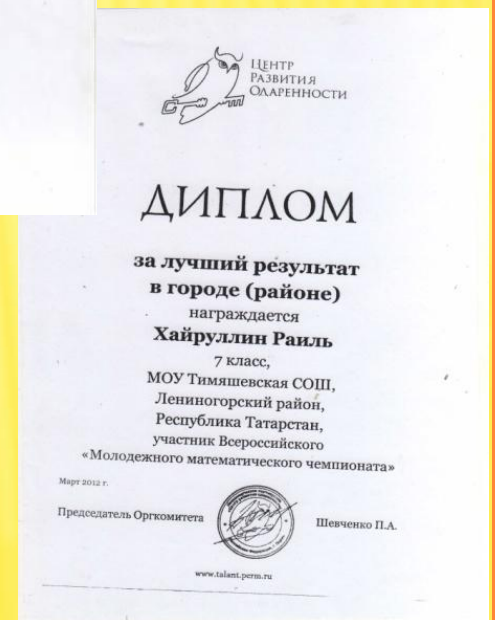 Центр
развития
одаренности
ДИПЛОМ
за лучший результат
в городе (районе)
награждается
Хайруллин Раиль
7 класс,
МОУ Тимяшевская СОШ,
Лениногорский район,
Республика Татарстан,
участник Всероссийского
«Молодежного математического чемпионата»
Март 2012 г.
Председатель Оргкомитета
Шевченко П.А.
www.talant.perm.ru